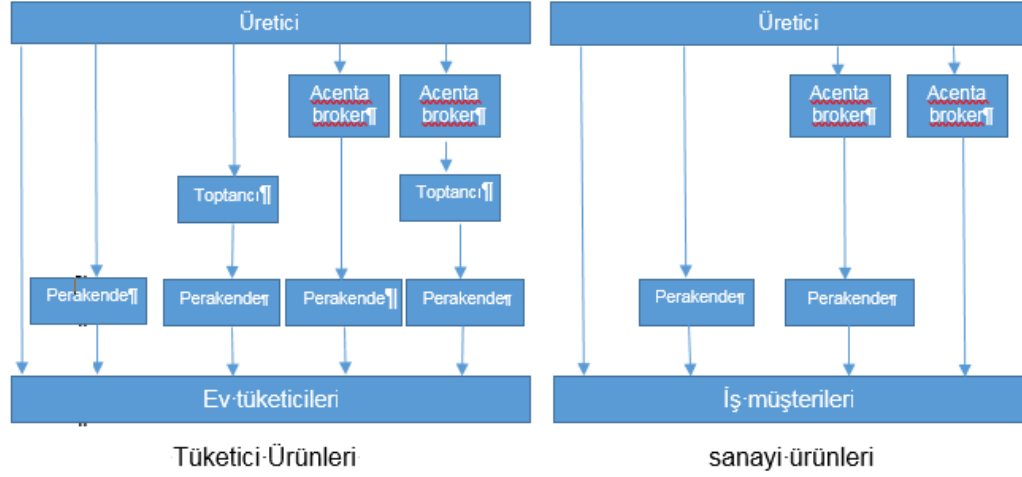 Üretici
Üretici
Acenta
broker¶
Acenta
broker¶
Acenta
broker¶
Acenta
broker¶
Toptancı¶
Toptancı¶
Perakende¶
Perakende¶
Perakende¶
Perakende¶
Perakende¶
Perakende¶
Ev·tüketicileri
İş·müşterileri
Tüketici·Ürünleri
sanayi·ürünleri